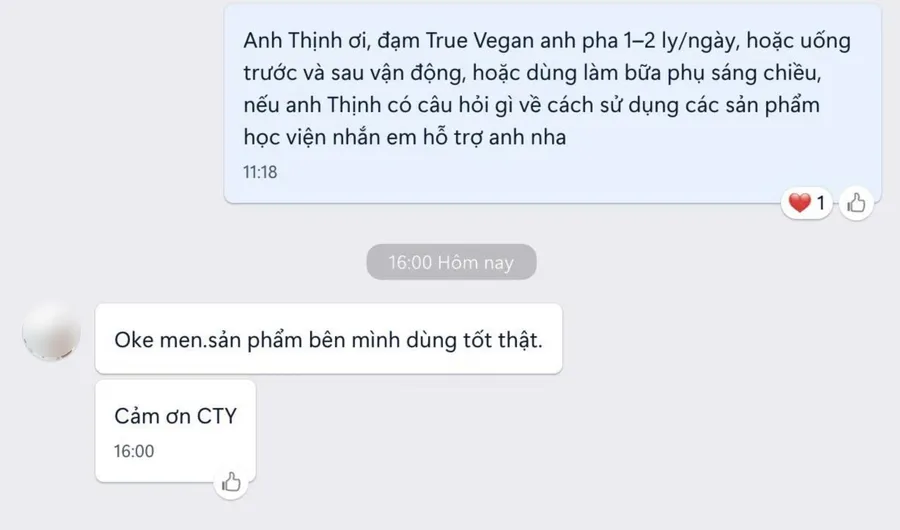 Anh Thịnh ơi, đạm True Vegan anh pha 1–2 ly/ngày, hoặc uống
trước và sau vận động, hoặc dùng làm bữa phụ sáng chiều,
nếu anh Thịnh có câu hỏi gì về cách sử dụng các sản phẩm
học viện nhắn em hỗ trợ anh nha
11:18
1
16:00 Hôm nay
Oke men.sản phẩm bên mình dùng tốt thật.
Cảm ơn CTY
16:00